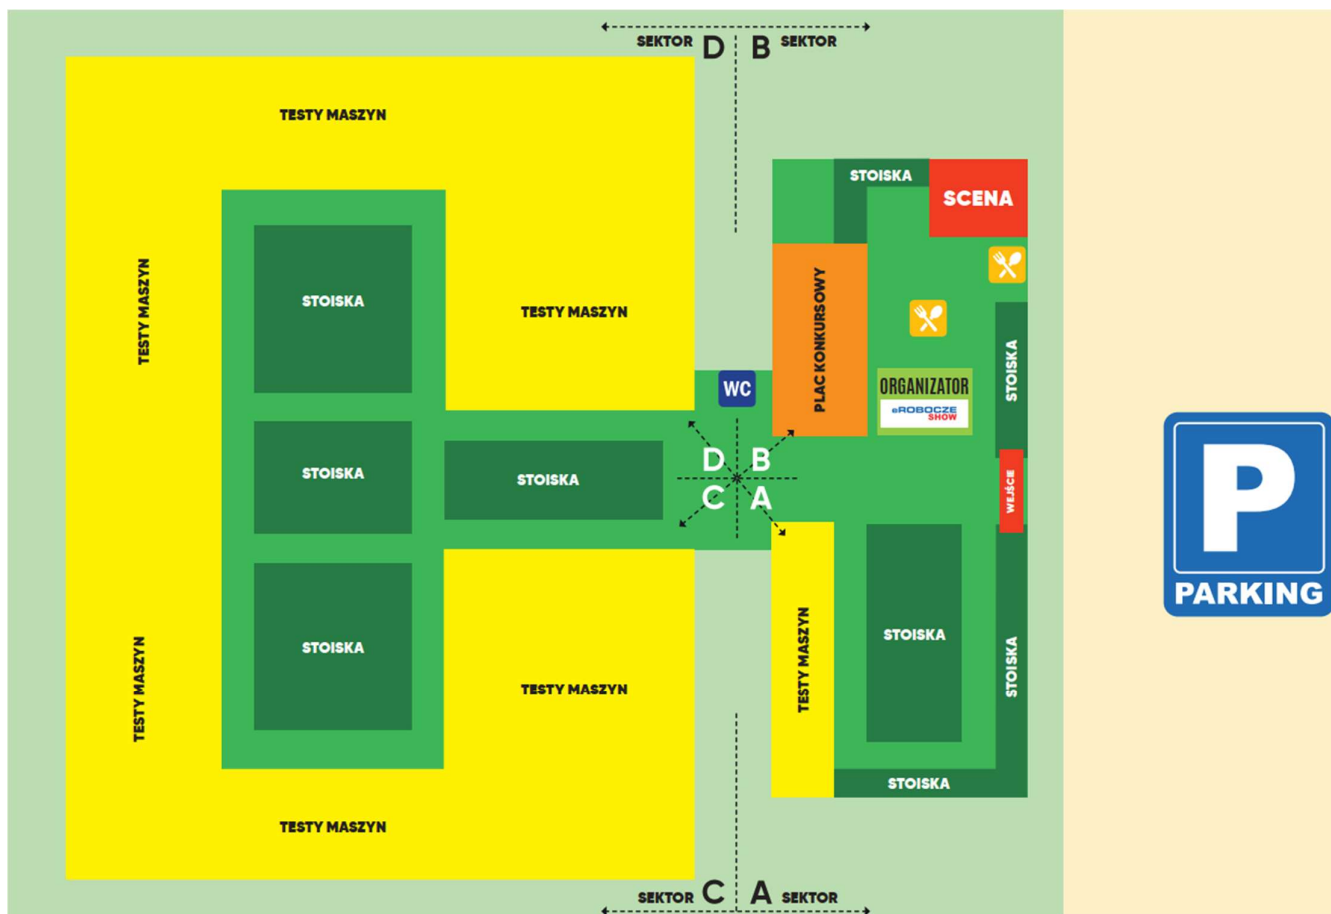 SEKTOR D B SEKTOR
TESTY MASZYN
STOISKA
SCENA
TESTY MASZYN
STOISKA
TESTY MASZYN
PLAC KONKURSOWY
STOISKA
WC
ORGANIZATOR
eROBOCZE
SHOW
D B
C A
STOISKA
STOISKA
WEJŚCIE
P
PARKING
STOISKA
TESTY MASZYN
TESTY MASZYN
TESTY MASZYN
STOISKA
STOISKA
STOISKA
TESTY MASZYN
SEKTOR C A SEKTOR